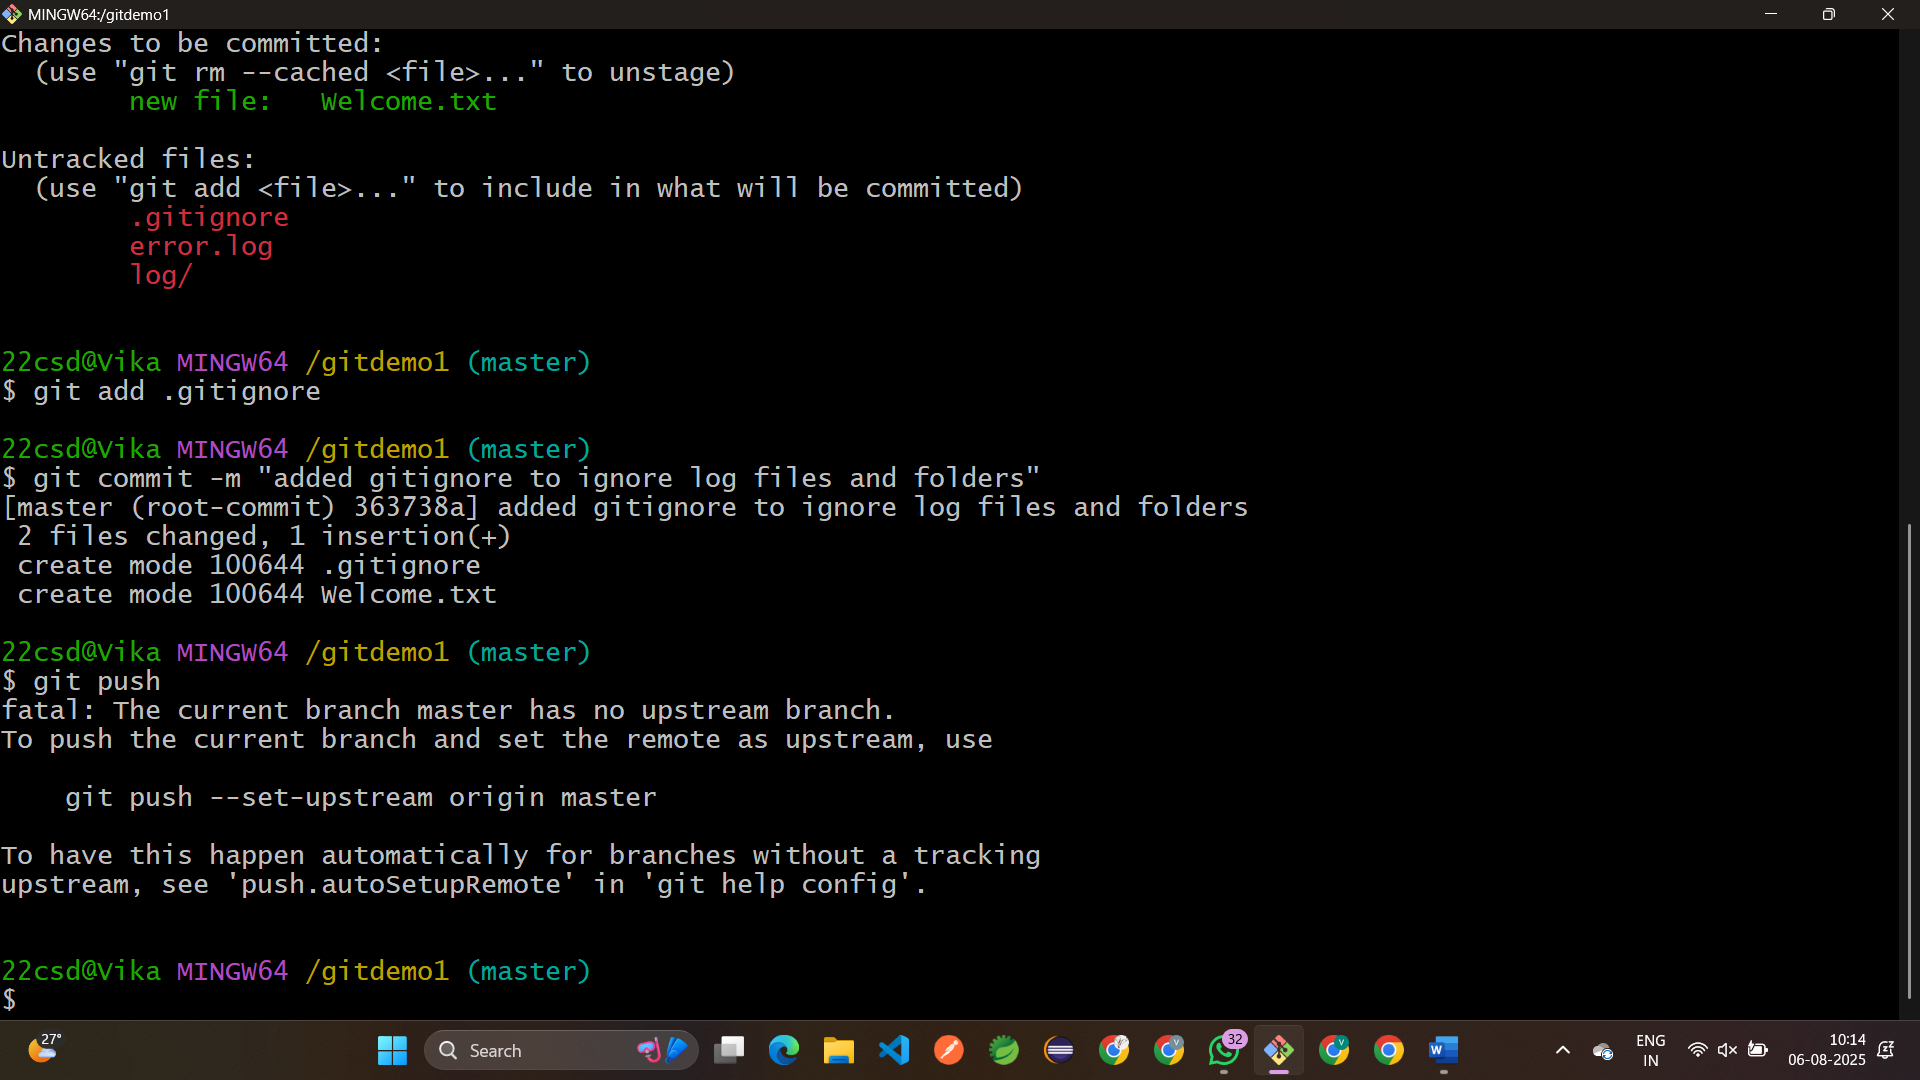 MINGW64:/gitdemo1
Changes to be committed:
  (use "git rm --cached <file>..." to unstage)
        new file:   Welcome.txt

Untracked files:
  (use "git add <file>..." to include in what will be committed)
        .gitignore
        error.log
        log/

22csd@Vika MINGW64 /gitdemo1 (master)
$ git add .gitignore

22csd@Vika MINGW64 /gitdemo1 (master)
$ git commit -m "added gitignore to ignore log files and folders"
[master (root-commit) 363738a] added gitignore to ignore log files and folders
 2 files changed, 1 insertion(+)
 create mode 100644 .gitignore
 create mode 100644 Welcome.txt

22csd@Vika MINGW64 /gitdemo1 (master)
$ git push
fatal: The current branch master has no upstream branch.
To push the current branch and set the remote as upstream, use

    git push --set-upstream origin master

To have this happen automatically for branches without a tracking
upstream, see 'push.autoSetupRemote' in 'git help config'.

22csd@Vika MINGW64 /gitdemo1 (master)
$
27°
Search
32
ENG
IN
10:14
06-08-2025